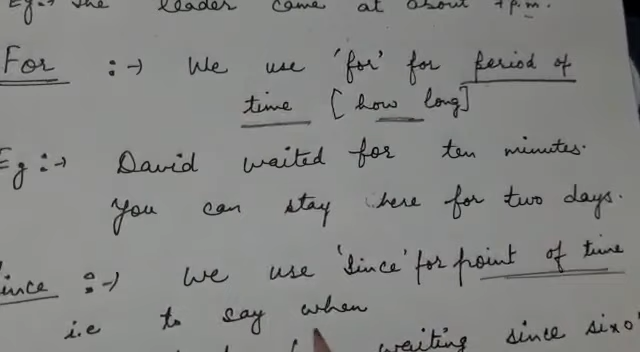 Eg :→ The leader came at about 7 p.m.
For :→ We use 'for' for period of
time [how long]
Eg :→ David waited for ten minutes.
You can stay here for two days.
Since :→ We use 'since' for point of time
i.e to say when
waiting since six o'